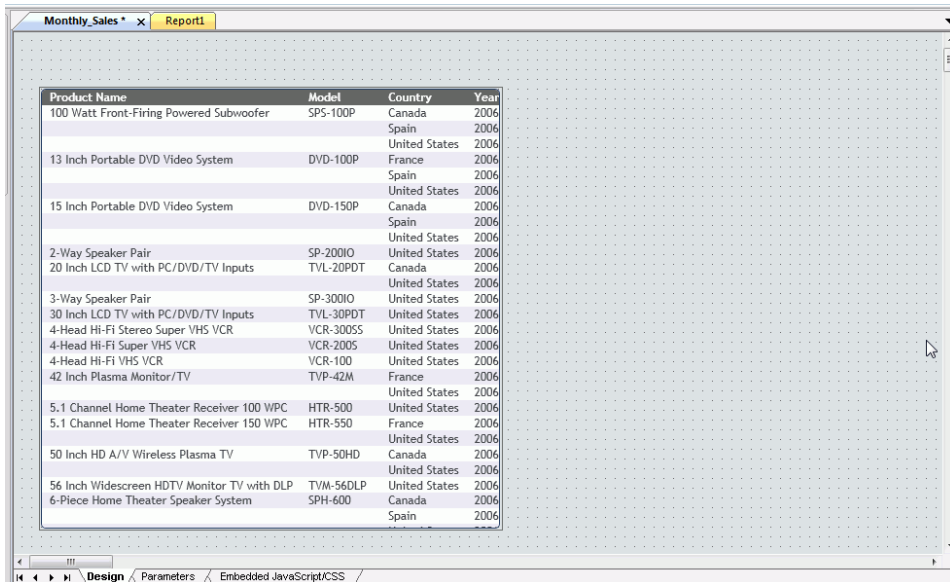 Monthly_Sales * x Report1
Product Name Model Country Year
100 Watt Front-Firing Powered Subwoofer SPS-100P Canada 2006
Spain 2006
United States 2006
13 Inch Portable DVD Video System DVD-100P France 2006
Spain 2006
United States 2006
15 Inch Portable DVD Video System DVD-150P Canada 2006
Spain 2006
United States 2006
2-Way Speaker Pair SP-200IO United States 2006
20 Inch LCD TV with PC/DVD/TV Inputs TVL-20PDT Canada 2006
United States 2006
3-Way Speaker Pair SP-300IO United States 2006
30 Inch LCD TV with PC/DVD/TV Inputs TVL-30PDT United States 2006
4-Head Hi-Fi Stereo Super VHS VCR VCR-300SS United States 2006
4-Head Hi-Fi Super VHS VCR VCR-200S United States 2006
4-Head Hi-Fi VHS VCR VCR-100 United States 2006
42 Inch Plasma Monitor/TV TVP-42M France 2006
United States 2006
5.1 Channel Home Theater Receiver 100 WPC HTR-500 United States 2006
5.1 Channel Home Theater Receiver 150 WPC HTR-550 France 2006
United States 2006
50 Inch HD A/V Wireless Plasma TV TVP-50HD Canada 2006
United States 2006
56 Inch Widescreen HDTV Monitor TV with DLP TVM-56DLP United States 2006
6-Piece Home Theater Speaker System SPH-600 Canada 2006
Spain 2006
Design Parameters Embedded JavaScript/CSS